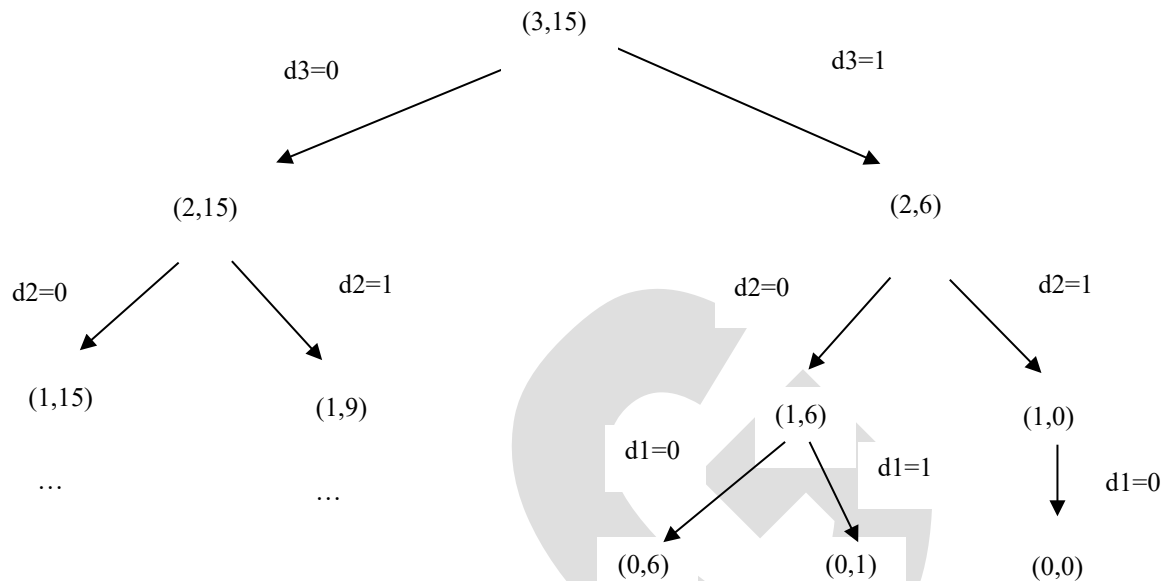 (3,15)
d3=0
d3=1
(2,15)
(2,6)
d2=0
d2=1
d2=0
d2=1
(1,15)
(1,9)
(1,6)
(1,0)
d1=0
d1=1
d1=0
…
…
(0,6)
(0,1)
(0,0)